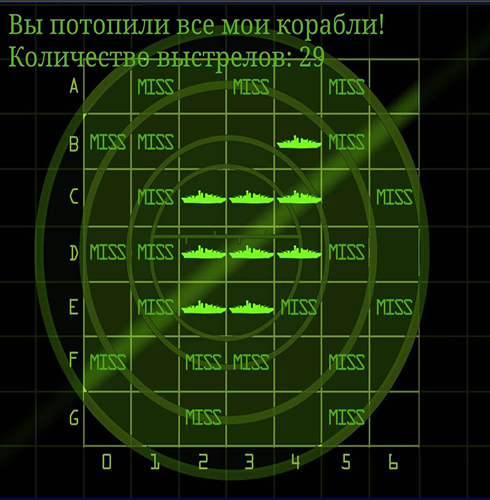 Вы потопили все мои корабли!
Количество выстрелов: 29
A MISS MISS MISS
B MISS MISS MISS
C MISS MISS
D MISS MISS MISS
E MISS MISS MISS
F MISS MISS MISS MISS
G MISS MISS
0 1 2 3 4 5 6